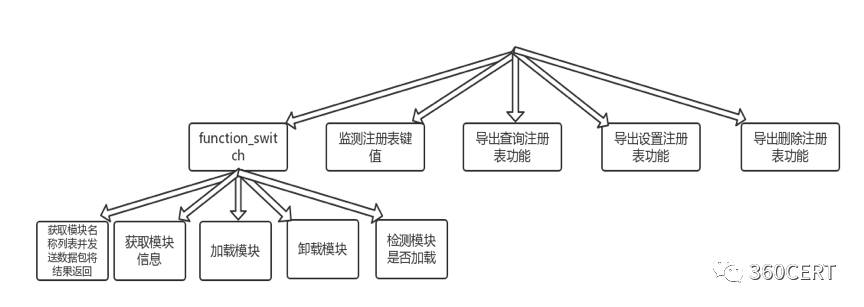 function_swit
ch
监测注册表键
值
导出查询注册
表功能
导出设置注册
表功能
导出删除注册
表功能
获取模块名
称列表并发
送数据包将
结果返回
获取模块
信息
加载模块
卸载模块
检测模块
是否加载
360CERT